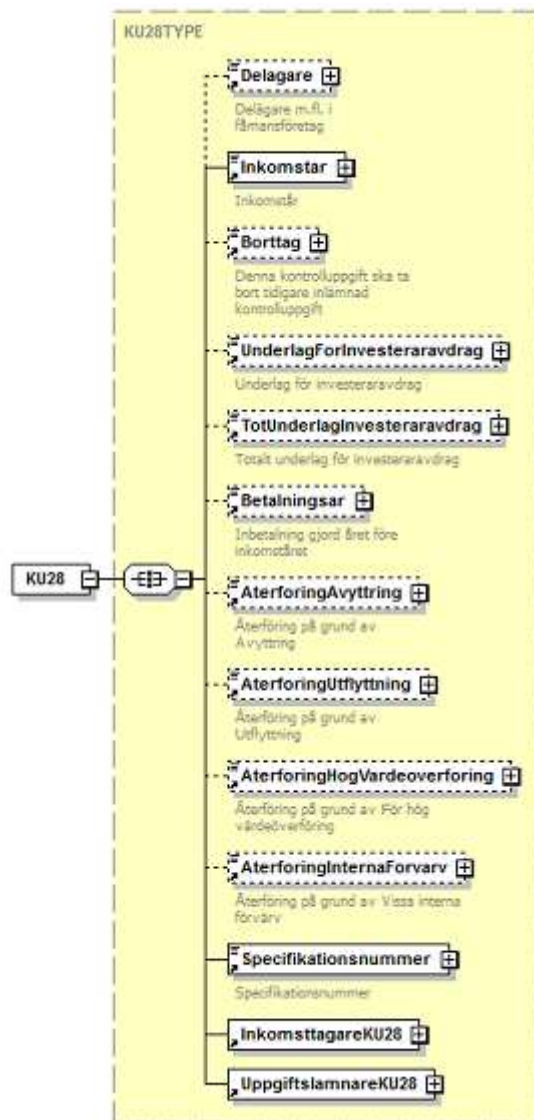 KU28TYPE
Delagare
Delägare m.fl. i
fåmansföretag
Inkomstar
Inkomstår
Borttag
Denna kontrolluppgift ska ta
bort tidigare inlämnad
kontrolluppgift
UnderlagForInvesteraravdrag
Underlag för investeraravdrag
TotUnderlagInvesteraravdrag
Totalt underlag för investeraravdrag
Betalningsar
Inbetalning gjord året före
inkomståret
KU28
AterforingAvyttring
Återföring på grund av
Avyttring
AterforingUtflyttning
Återföring på grund av
Utflyttning
AterforingHogVardeoverforing
Återföring på grund av För hög
värdeöverföring
AterforingInternaForvarv
Återföring på grund av Vissa interna
förvärv
Specifikationsnummer
Specifikationsnummer
InkomsttagareKU28
UppgiftslamnareKU28